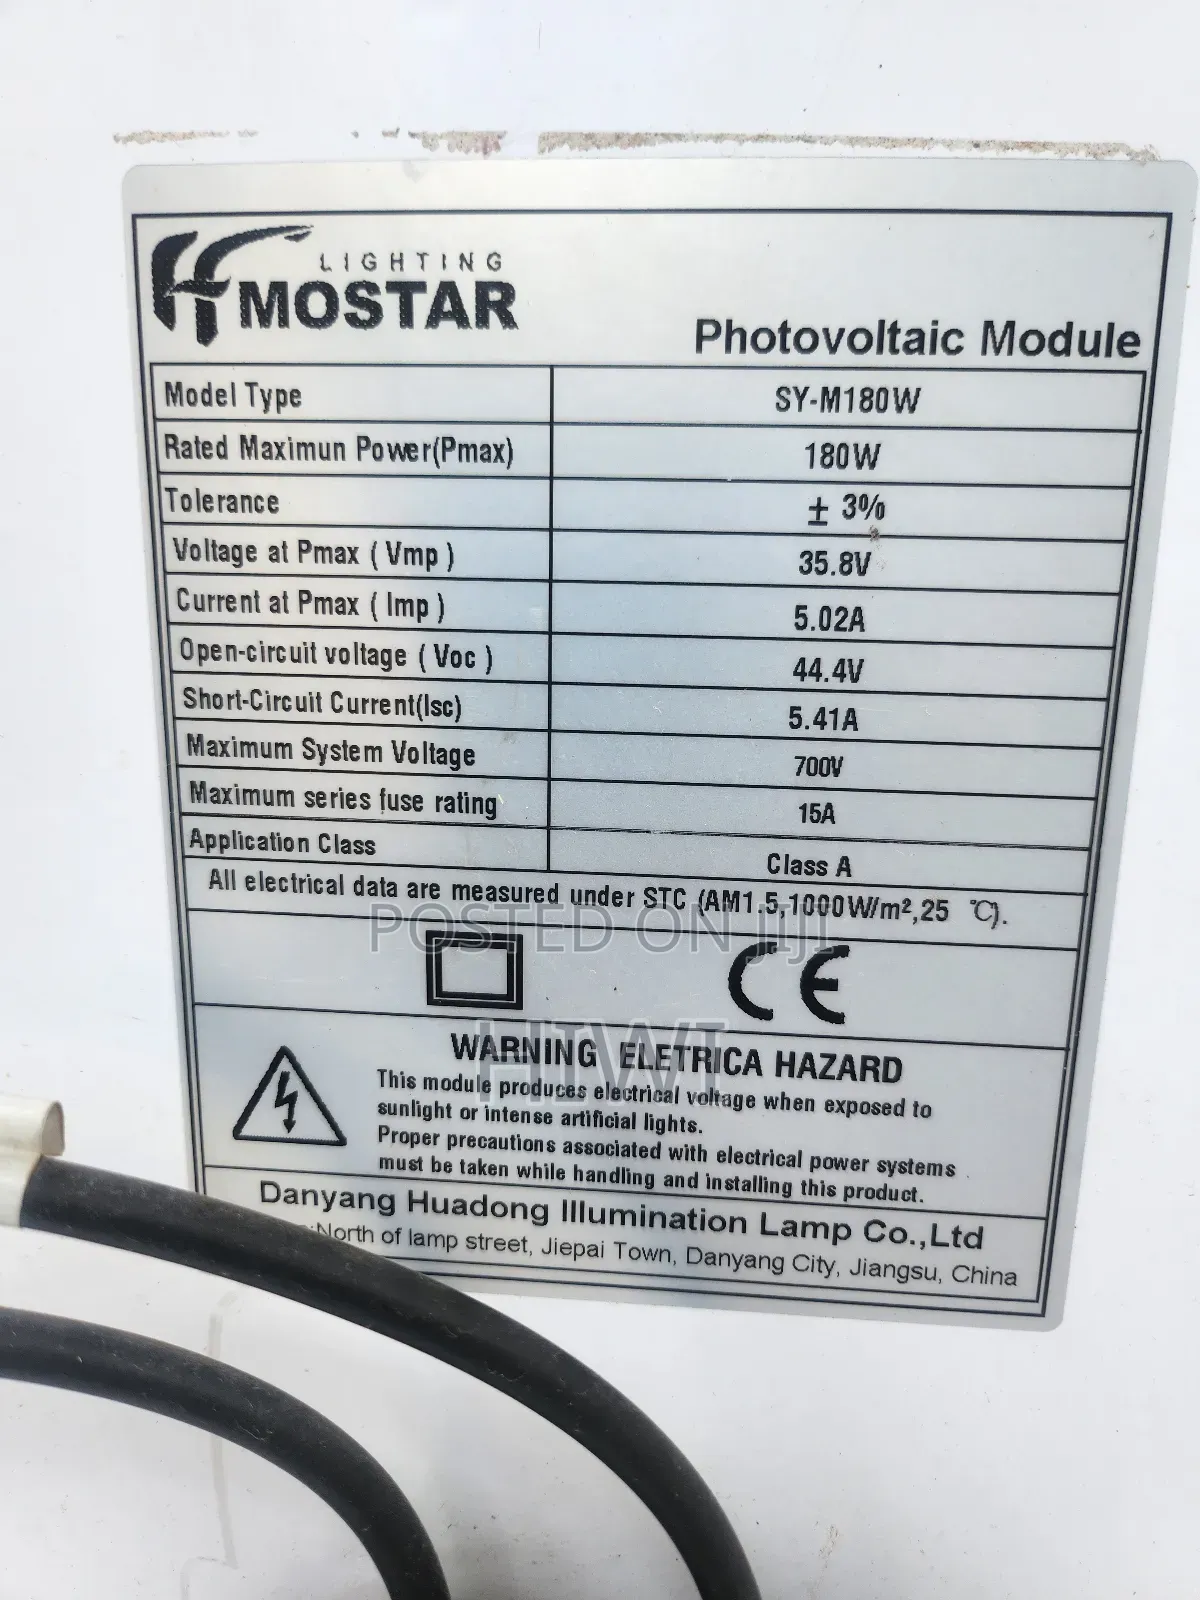 LIGHTING
MOSTAR
Photovoltaic Module
Model Type SY-M180W
Rated Maximun Power(Pmax) 180W
Tolerance ± 3%
Voltage at Pmax ( Vmp ) 35.8V
Current at Pmax ( Imp ) 5.02A
Open-circuit voltage ( Voc ) 44.4V
Short-Circuit Current(Isc) 5.41A
Maximum System Voltage 700V
Maximum series fuse rating 15A
Application Class Class A
All electrical data are measured under STC (AM1.5,1000W/m²,25 ℃).
POSTED ON JIJI
CE
HIWI
WARNING ELETRICA HAZARD
This module produces electrical voltage when exposed to
sunlight or intense artificial lights.
Proper precautions associated with electrical power systems
must be taken while handling and installing this product.
Danyang Huadong Illumination Lamp Co.,Ltd
:North of lamp street, Jiepai Town, Danyang City, Jiangsu, China